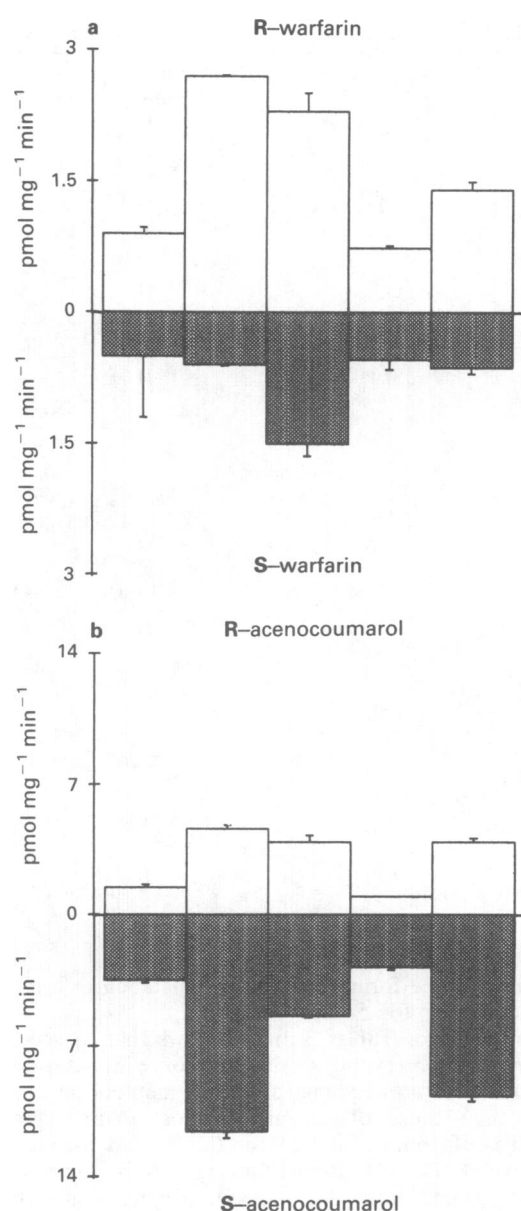 a
R–warfarin
3
pmol mg⁻¹ min⁻¹
1.5
0
pmol mg⁻¹ min⁻¹
1.5
3
S–warfarin
b
R–acenocoumarol
14
pmol mg⁻¹ min⁻¹
7
0
pmol mg⁻¹ min⁻¹
7
14
S–acenocoumarol